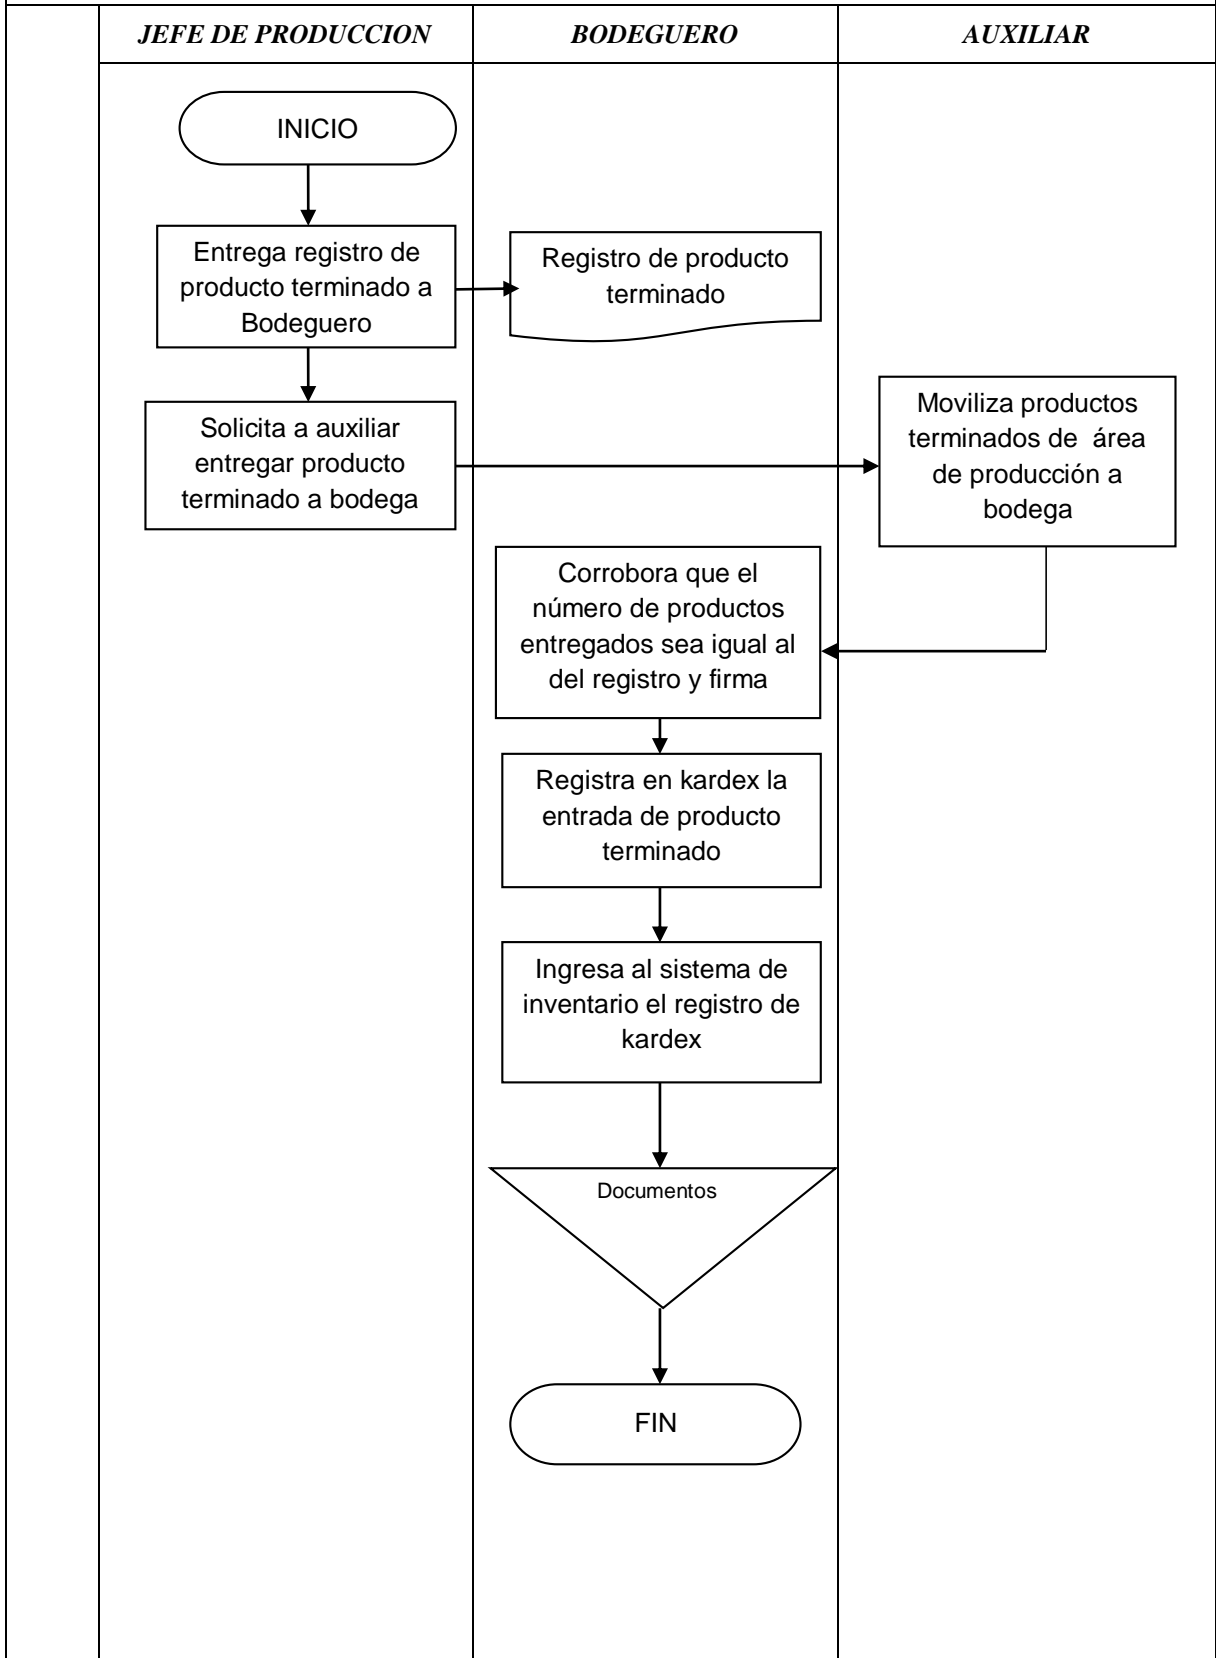 JEFE DE PRODUCCION
BODEGUERO
AUXILIAR
INICIO
Entrega registro de
producto terminado a
Bodeguero
Registro de producto
terminado
Solicita a auxiliar
entregar producto
terminado a bodega
Moviliza productos
terminados de área
de producción a
bodega
Corrobora que el
número de productos
entregados sea igual al
del registro y firma
Registra en kardex la
entrada de producto
terminado
Ingresa al sistema de
inventario el registro de
kardex
Documentos
FIN